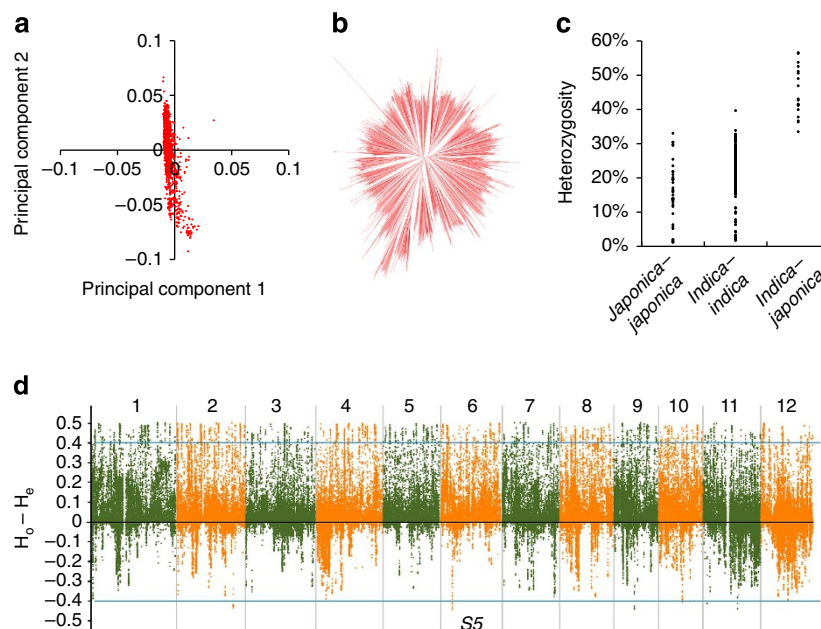 a
b
c
0.1
0.05
0
0
−0.05
−0.1
−0.1
−0.05
0.05
0.1
Principal component 2
Principal component 1
60%
50%
40%
30%
20%
10%
0%
Heterozygosity
Japonica–
japonica
Indica–
indica
Indica–
japonica
d
1 2 3 4 5 6 7 8 9 10 11 12
0.5
0.4
0.3
0.2
0.1
0
−0.1
−0.2
−0.3
−0.4
−0.5
Ho − He
S5